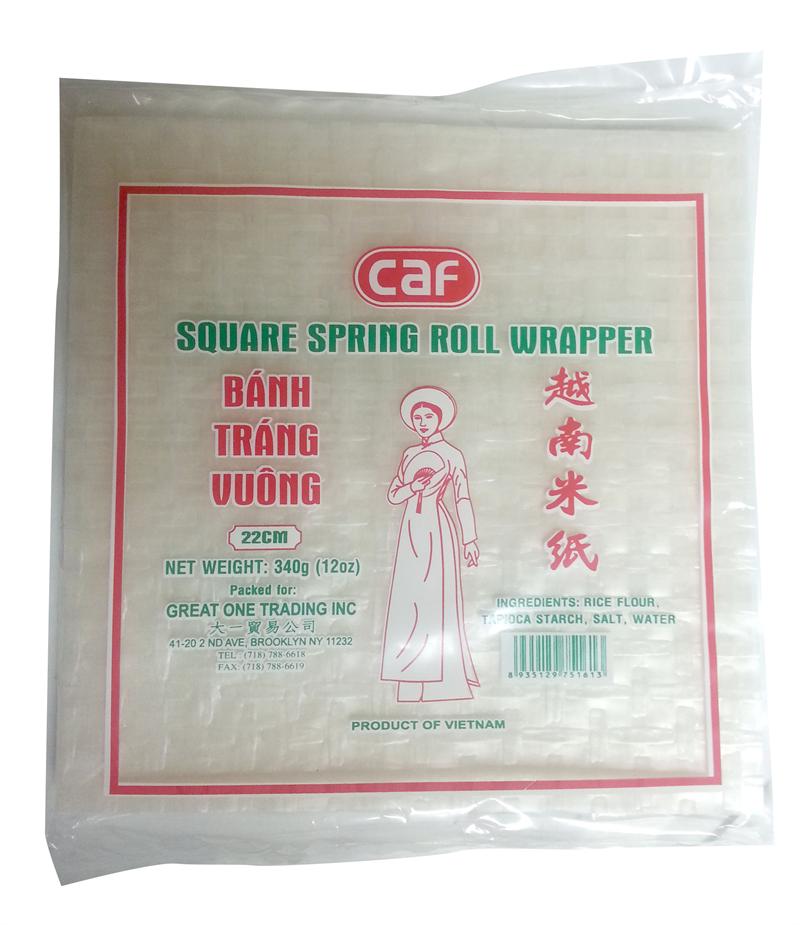 caf
SQUARE SPRING ROLL WRAPPER
BÁNH
TRÁNG
VUÔNG
22CM
NET WEIGHT: 340g (12oz)
Packed for:
GREAT ONE TRADING INC
大一貿易公司
41-20 2 ND AVE, BROOKLYN NY 11232
TEL : (718) 788-6618
FAX: (718) 788-6619
越
南
米
纸
INGREDIENTS: RICE FLOUR,
TAPIOCA STARCH, SALT, WATER
8 935129 751613
PRODUCT OF VIETNAM